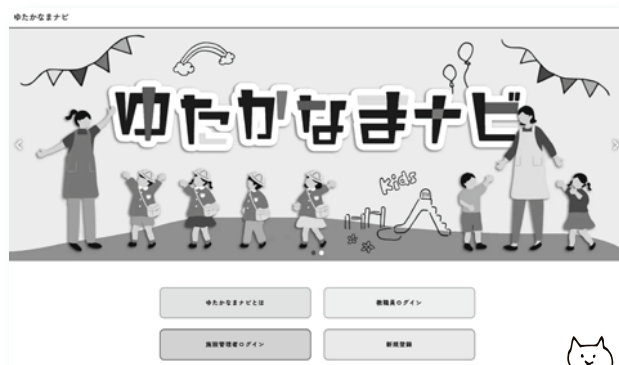 ゆたかなまナビ
ゆたかなまナビ
Kids
ゆたかなまナビとは
教職員ログイン
施設管理者ログイン
新規登録